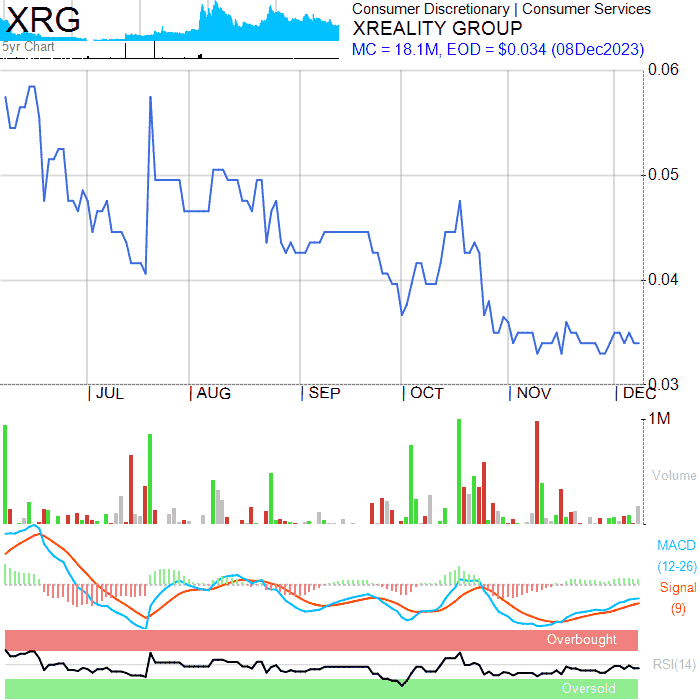 XRG
5yr Chart
Consumer Discretionary | Consumer Services
XREALITY GROUP
MC = 18.1M, EOD = $0.034 (08Dec2023)
0.06
0.05
0.04
0.03
JUL AUG SEP OCT NOV DEC
1M
Volume
MACD
(12-26)
Signal
(9)
Overbought
RSI(14)
Oversold